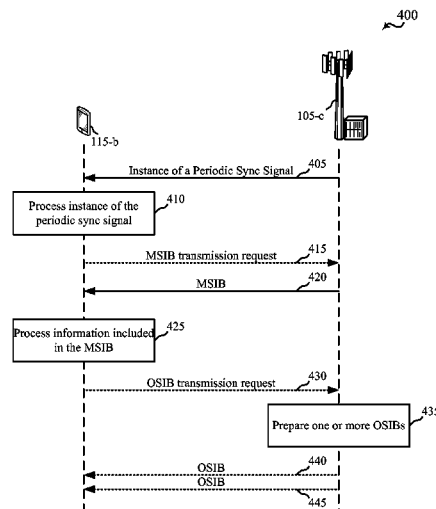 400
115-b
105-c
Instance of a Periodic Sync Signal
405
Process instance of the
periodic sync signal
410
MSIB transmission request
415
MSIB
420
Process information included
in the MSIB
425
OSIB transmission request
430
Prepare one or more OSIBs
435
OSIB
440
OSIB
445